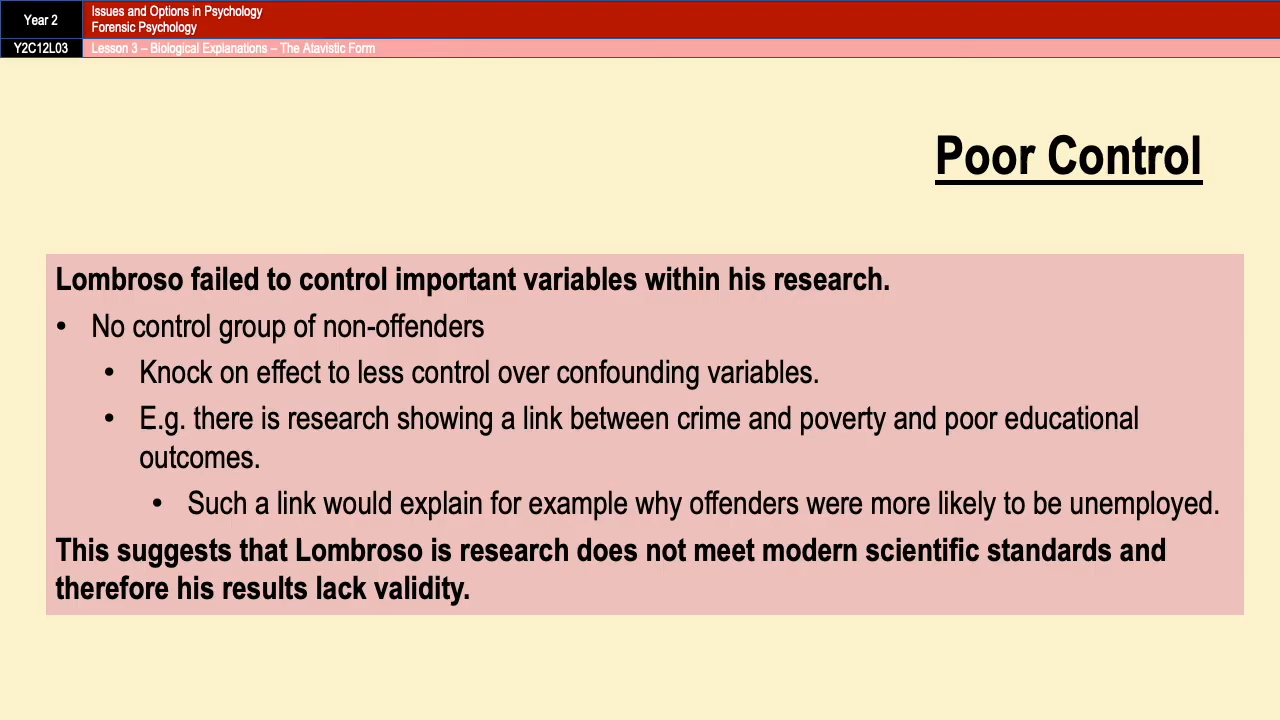 Year 2
Issues and Options in Psychology
Forensic Psychology
Y2C12L03
Lesson 3 – Biological Explanations – The Atavistic Form
Poor Control
Lombroso failed to control important variables within his research.
• No control group of non-offenders
• Knock on effect to less control over confounding variables.
• E.g. there is research showing a link between crime and poverty and poor educational
outcomes.
• Such a link would explain for example why offenders were more likely to be unemployed.
This suggests that Lombroso is research does not meet modern scientific standards and
therefore his results lack validity.